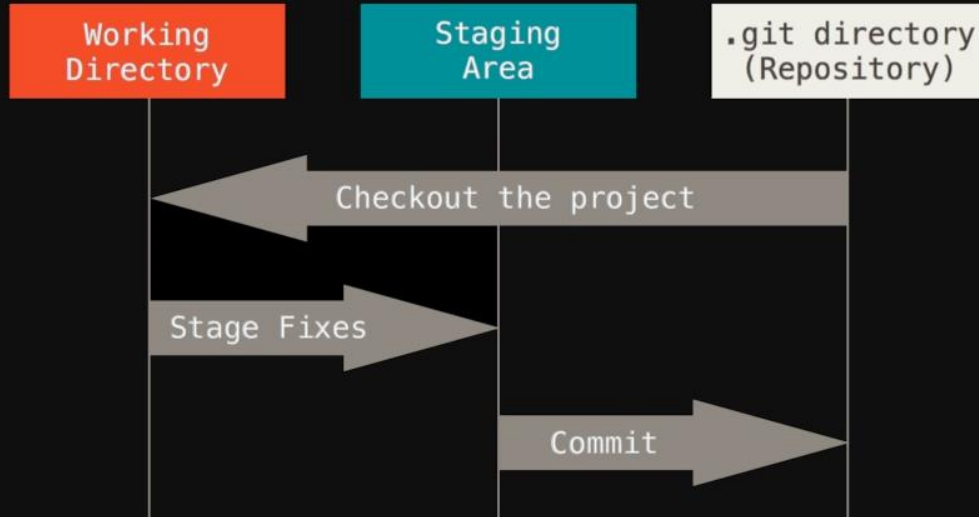 Working
Directory
Staging
Area
.git directory
(Repository)
Checkout the project
Stage Fixes
Commit